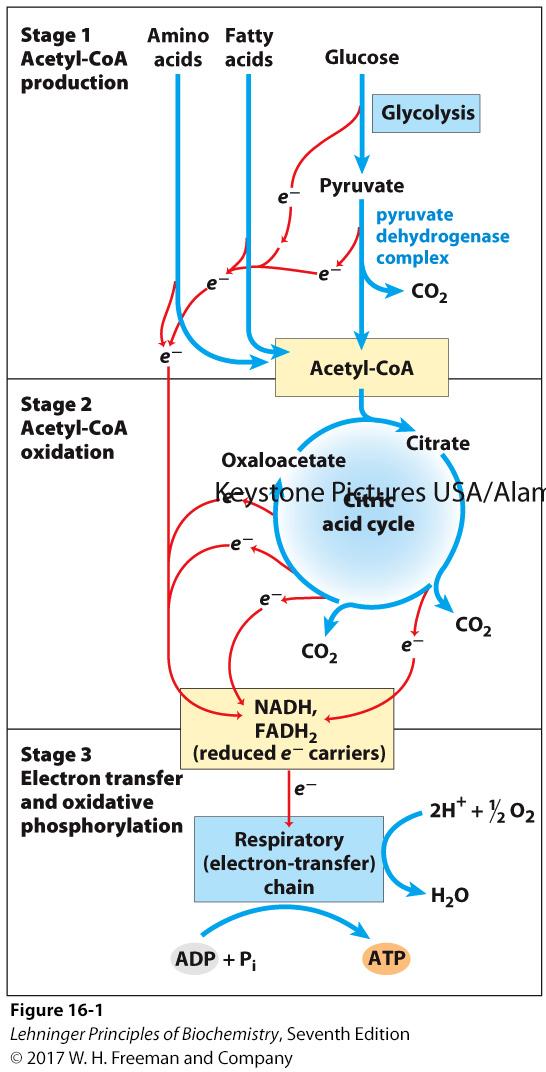 Stage 1
Acetyl-CoA
production
Amino
acids
Fatty
acids
Glucose
Glycolysis
Pyruvate
e⁻
pyruvate
dehydrogenase
complex
e⁻
e⁻
CO₂
e⁻
Acetyl-CoA
Stage 2
Acetyl-CoA
oxidation
Citrate
Oxaloacetate
Keystone Pictures USA/Alam
e⁻
Citric
acid cycle
e⁻
e⁻
CO₂
CO₂
e⁻
NADH,
FADH₂
(reduced e⁻ carriers)
Stage 3
Electron transfer
and oxidative
phosphorylation
e⁻
2H⁺ + ½ O₂
Respiratory
(electron-transfer)
chain
H₂O
ADP + Pᵢ
ATP
Figure 16-1
Lehninger Principles of Biochemistry, Seventh Edition
© 2017 W. H. Freeman and Company